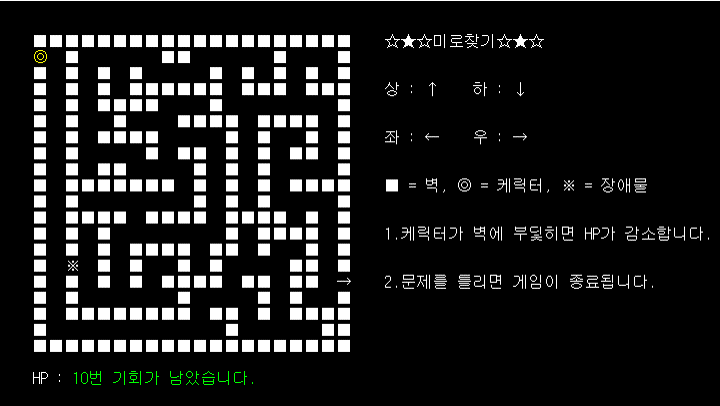 ☆★☆미로찾기☆★☆
상 : ↑ 하 : ↓
좌 : ← 우 : →
■ = 벽, ◎ = 케릭터, ※ = 장애물
1.케릭터가 벽에 부딫히면 HP가 감소합니다.
2.문제를 틀리면 게임이 종료됩니다.
HP : 10번 기회가 남았습니다.